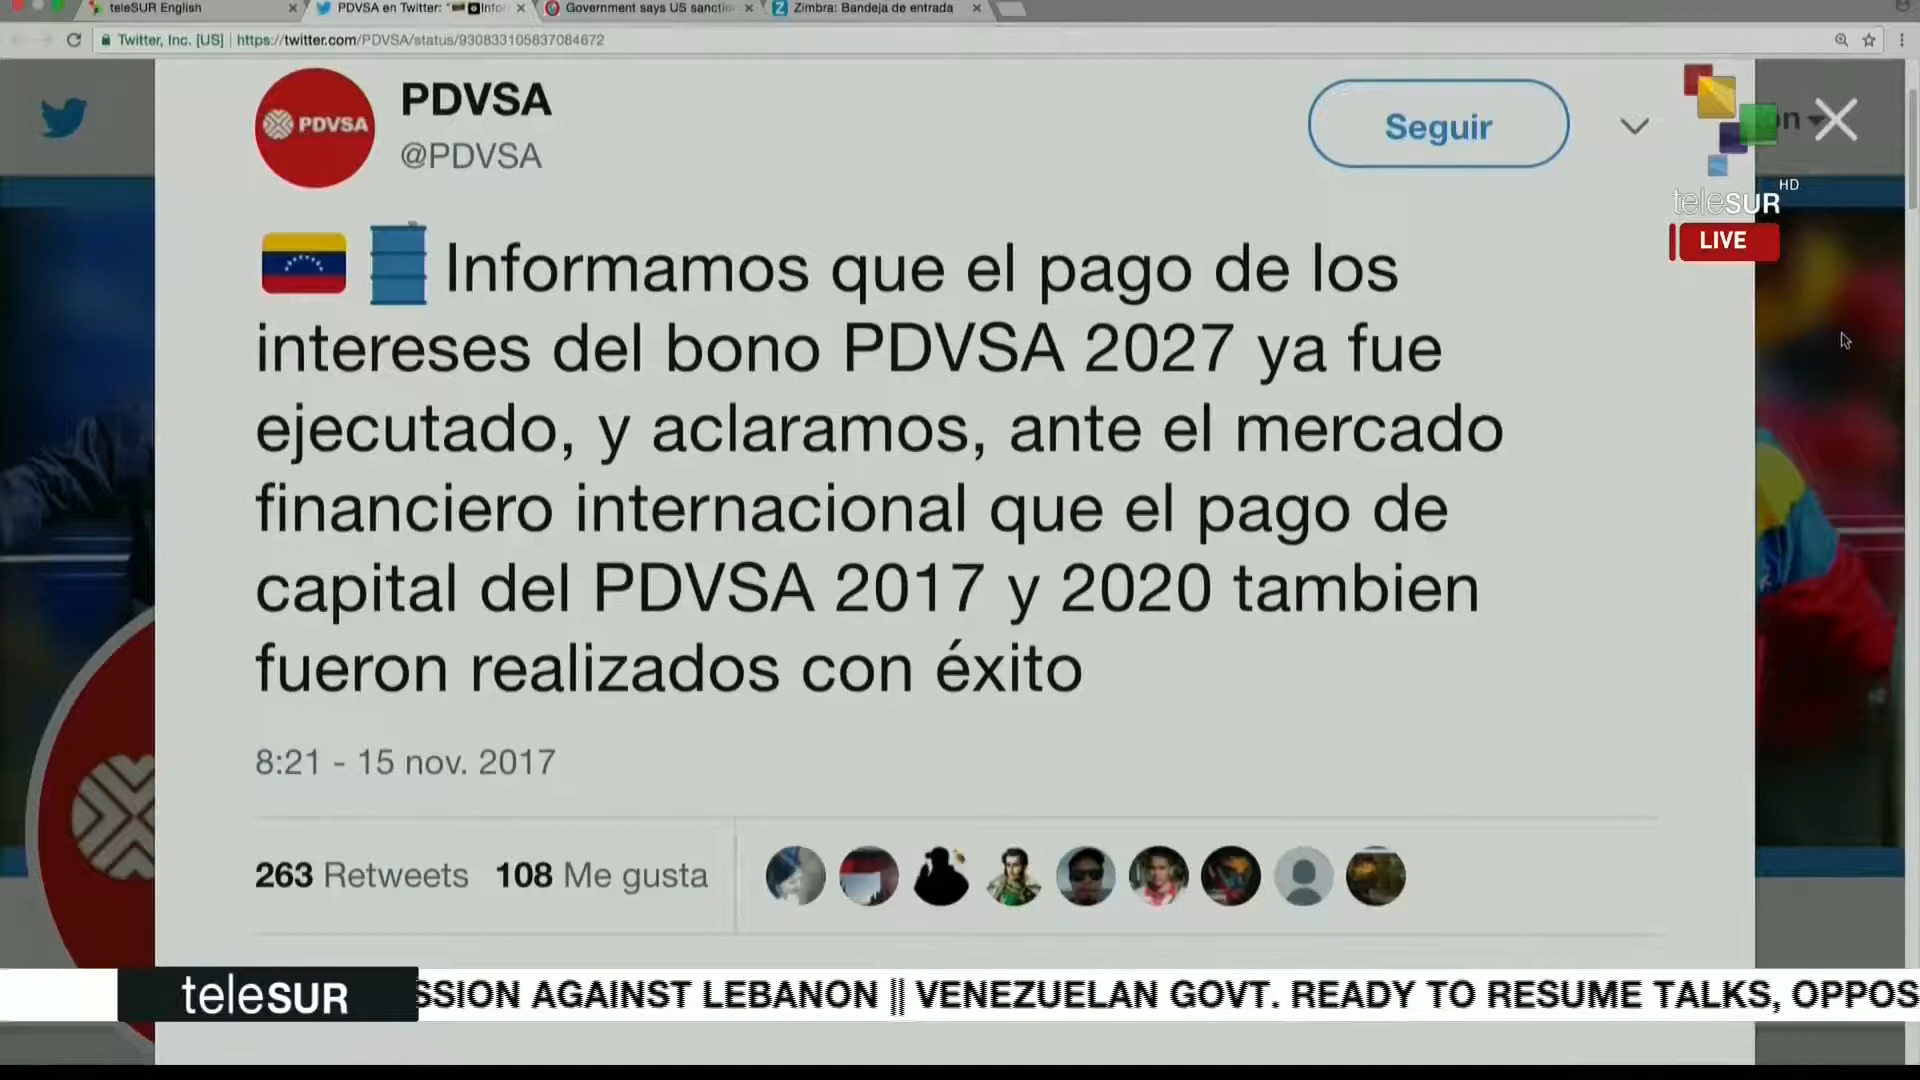 teleSUR English
PDVSA en Twitter: "
Government says US sanctio
Zimbra: Bandeja de entrada
Twitter, Inc. [US] | https://twitter.com/PDVSA/status/930833105837084672
PDVSA
PDVSA
@PDVSA
Seguir
teleSUR HD
LIVE
Informamos que el pago de los
intereses del bono PDVSA 2027 ya fue
ejecutado, y aclaramos, ante el mercado
financiero internacional que el pago de
capital del PDVSA 2017 y 2020 tambien
fueron realizados con éxito
8:21 - 15 nov. 2017
263 Retweets 108 Me gusta
teleSUR
SSION AGAINST LEBANON || VENEZUELAN GOVT. READY TO RESUME TALKS, OPPOS